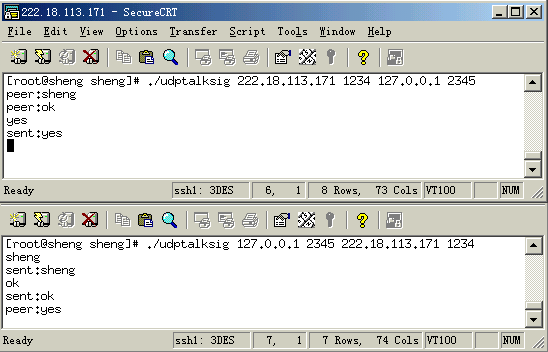 222.18.113.171 - SecureCRT
File Edit View Options Transfer Script Tools Window Help
[root@sheng sheng]# ./udptalksig 222.18.113.171 1234 127.0.0.1 2345
peer:sheng
peer:ok
yes
sent:yes
Ready ssh1: 3DES 6, 1 8 Rows, 73 Cols VT100 NUM
[root@sheng sheng]# ./udptalksig 127.0.0.1 2345 222.18.113.171 1234
sheng
sent:sheng
ok
sent:ok
peer:yes
Ready ssh1: 3DES 7, 1 7 Rows, 74 Cols VT100 NUM